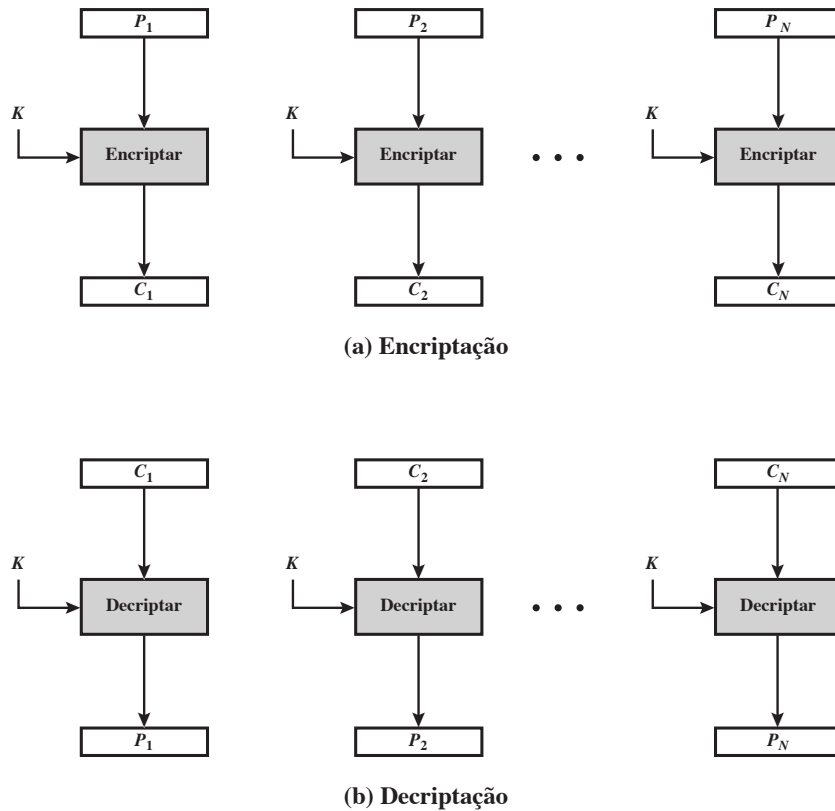 P1 P2 PN
K K K
Encriptar Encriptar • • • Encriptar
C1 C2 CN
(a) Encriptação
C1 C2 CN
K K K
Decriptar Decriptar • • • Decriptar
P1 P2 PN
(b) Decriptação